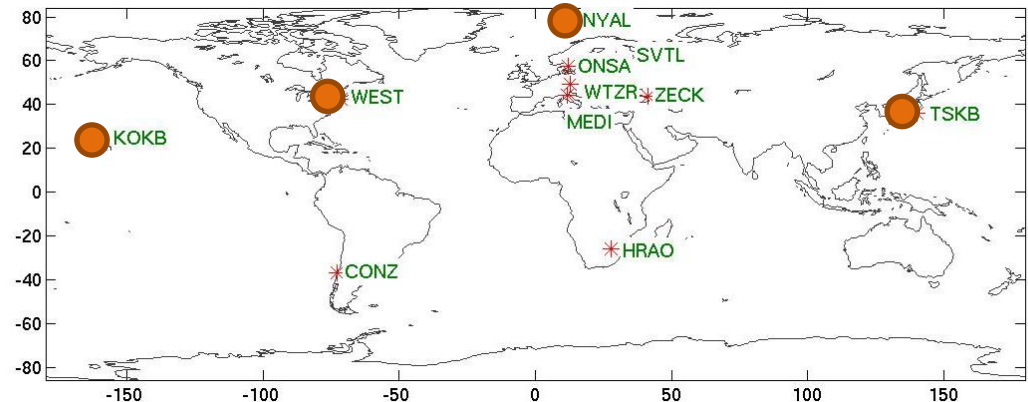 80
NYAL
60
SVTL
ONSA
WTZR
ZECK
40
WEST
TSKB
MEDI
KOKB
20
0
-20
HRAO
CONZ
-40
-60
-80
-150
-100
-50
0
50
100
150